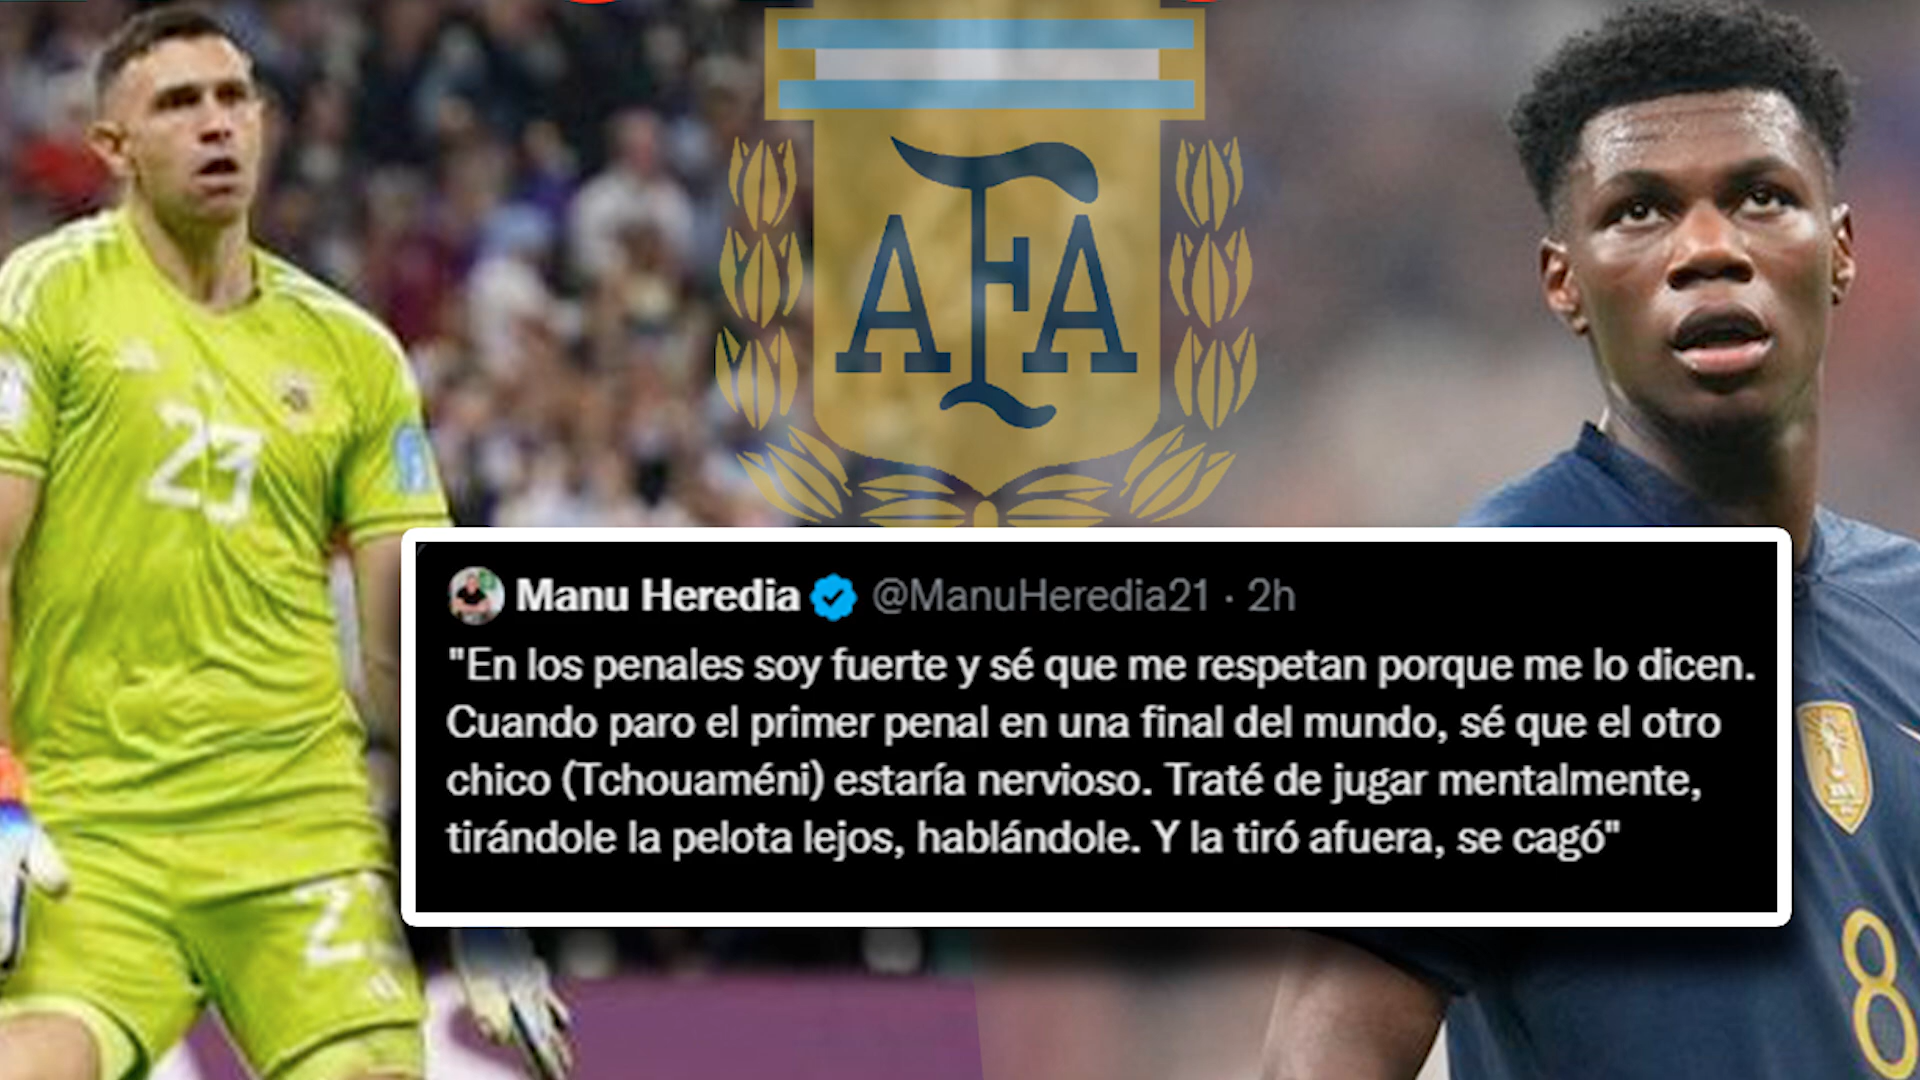 AFA
23
Manu Heredia @ManuHeredia21 · 2h
"En los penales soy fuerte y sé que me respetan porque me lo dicen.
Cuando paro el primer penal en una final del mundo, sé que el otro
chico (Tchouaméni) estaría nervioso. Traté de jugar mentalmente,
tirándole la pelota lejos, hablándole. Y la tiró afuera, se cagó"
8